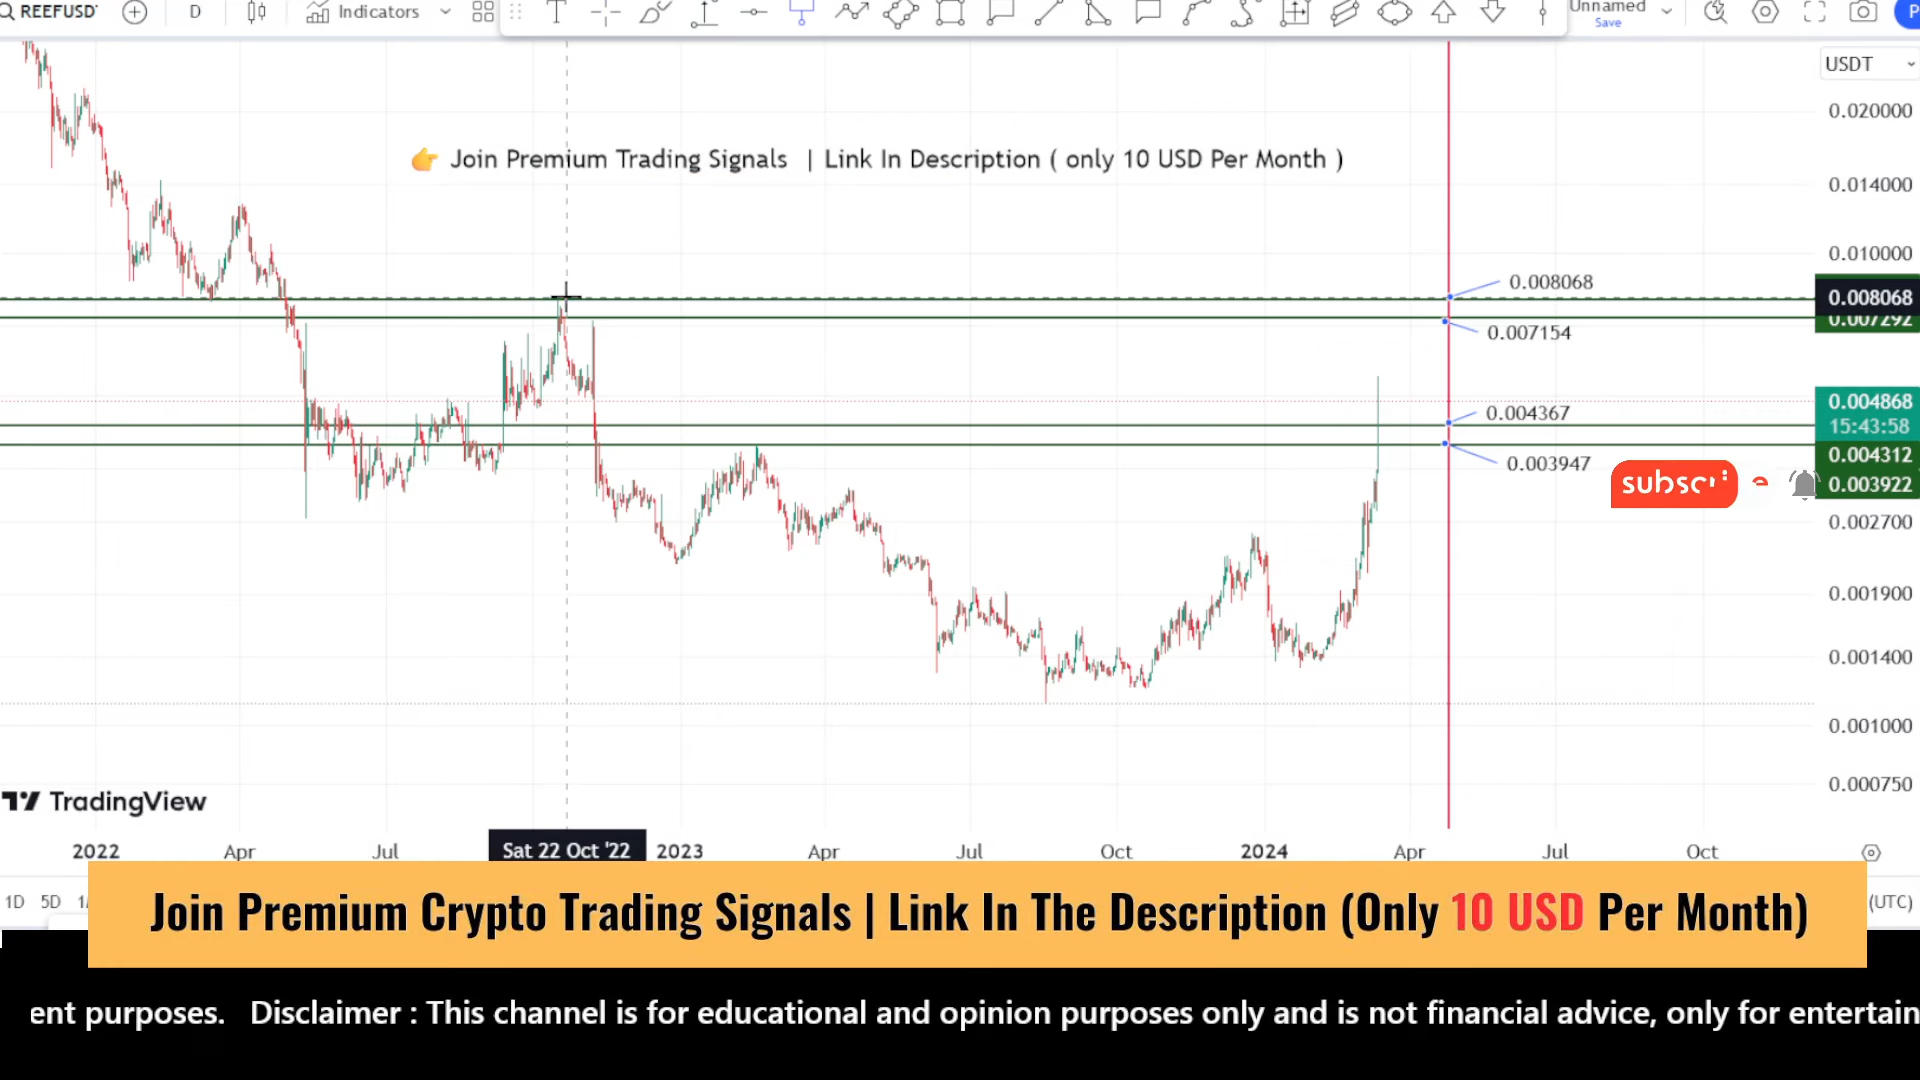 REEFUSD
D
Indicators
Unnamed
Save
P
USDT
0.020000
👉 Join Premium Trading Signals | Link In Description ( only 10 USD Per Month )
0.014000
0.010000
0.008068
0.008068
0.007292
0.007154
0.004868
0.004367
15:43:58
0.004312
0.003947
subscri e
0.003922
0.002700
0.001900
0.001400
0.001000
0.000750
TradingView
2022 Apr Jul Sat 22 Oct '22 2023 Apr Jul Oct 2024 Apr Jul Oct
1D 5D (UTC)
Join Premium Crypto Trading Signals | Link In The Description (Only 10 USD Per Month)
ent purposes. Disclaimer : This channel is for educational and opinion purposes only and is not financial advice, only for entertain